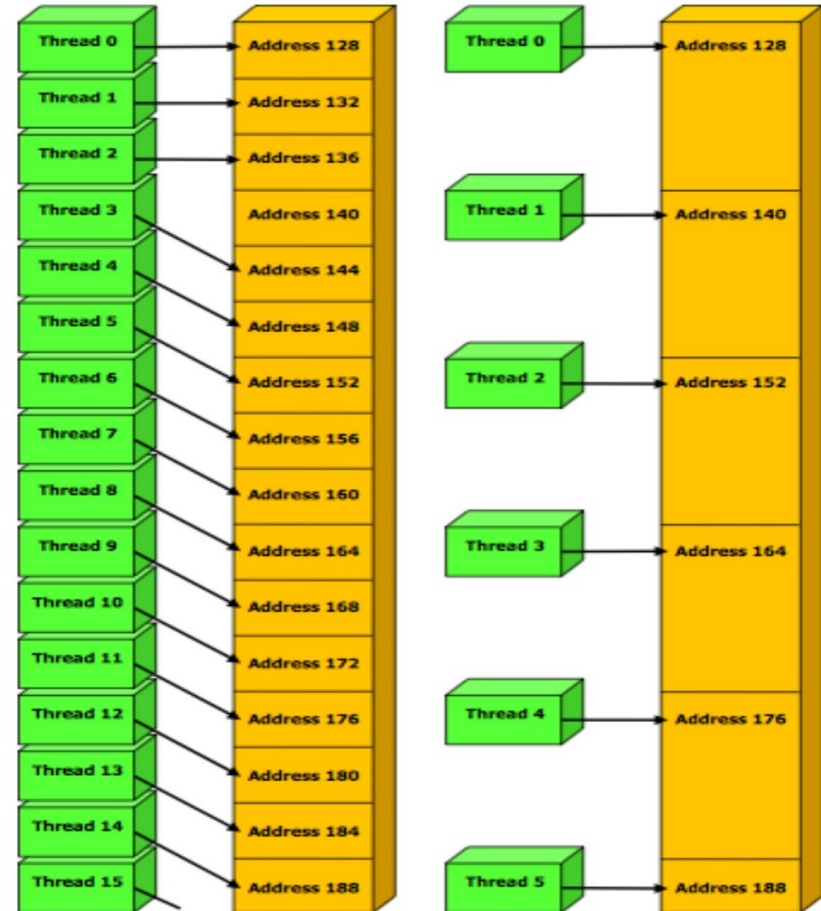 Thread 0
Thread 1
Thread 2
Thread 3
Thread 4
Thread 5
Thread 6
Thread 7
Thread 8
Thread 9
Thread 10
Thread 11
Thread 12
Thread 13
Thread 14
Thread 15
Address 128
Address 132
Address 136
Address 140
Address 144
Address 148
Address 152
Address 156
Address 160
Address 164
Address 168
Address 172
Address 176
Address 180
Address 184
Address 188
Thread 0
Thread 1
Thread 2
Thread 3
Thread 4
Thread 5
Address 128
Address 140
Address 152
Address 164
Address 176
Address 188